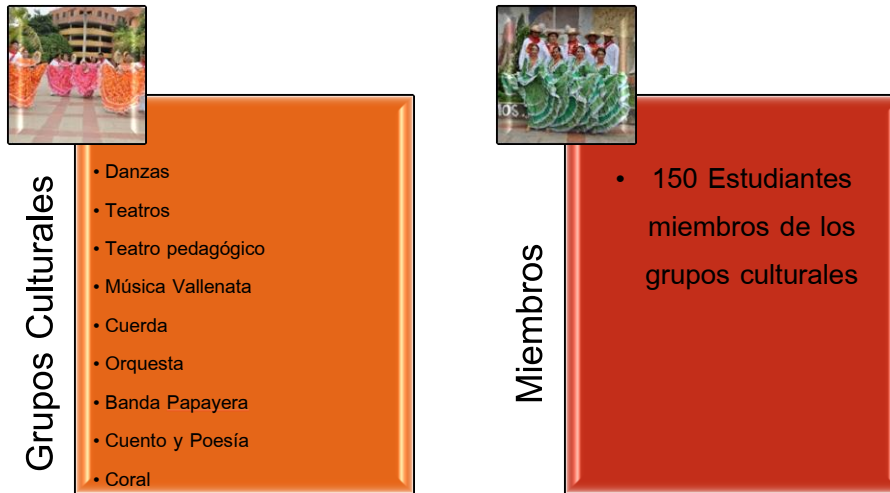 Grupos Culturales
• Danzas
• Teatros
• Teatro pedagógico
• Música Vallenata
• Cuerda
• Orquesta
• Banda Papayera
• Cuento y Poesía
• Coral
Miembros
• 150 Estudiantes
miembros de los
grupos culturales